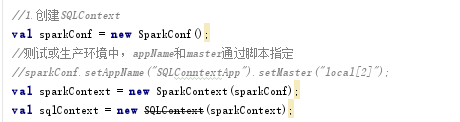 //1.创建SQLContext
val sparkConf = new SparkConf();
//测试或生产环境中，appName和master通过脚本指定
//sparkConf.setAppName("SQLConntextApp").setMaster("local[2]");
val sparkContext = new SparkContext(sparkConf);
val sqlContext = new SQLContext(sparkContext);